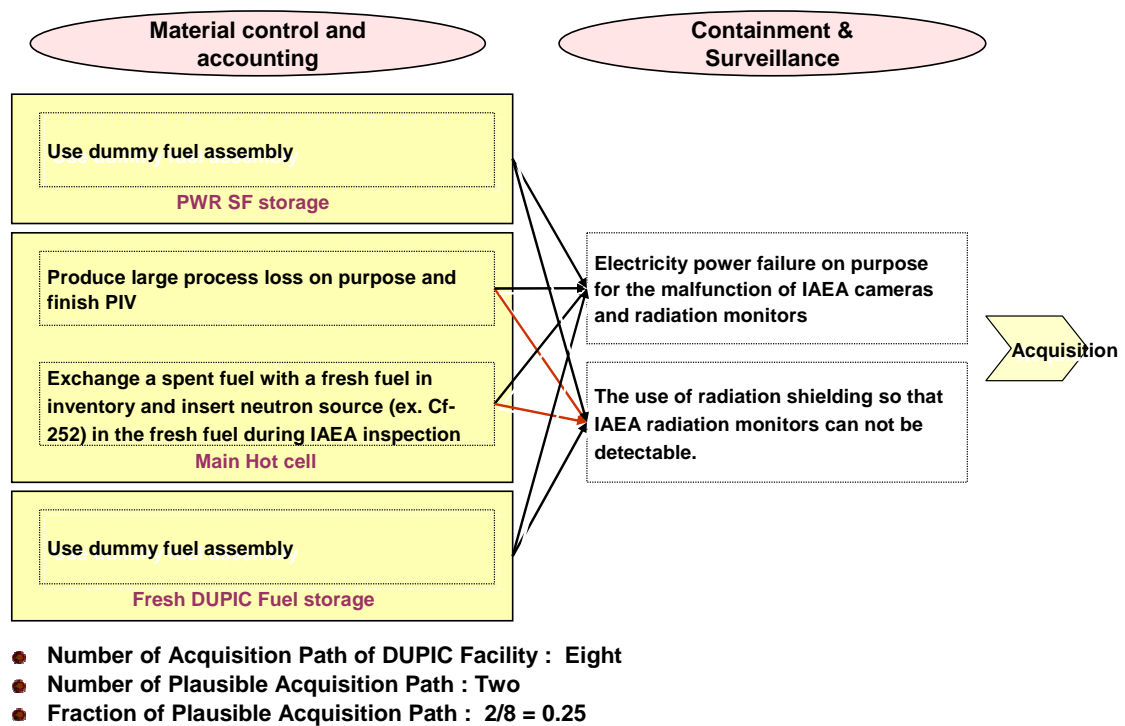 Material control and
accounting
Containment &
Surveillance
Use dummy fuel assembly
PWR SF storage
Produce large process loss on purpose and
finish PIV
Exchange a spent fuel with a fresh fuel in
inventory and insert neutron source (ex. Cf-
252) in the fresh fuel during IAEA inspection
Main Hot cell
Use dummy fuel assembly
Fresh DUPIC Fuel storage
Electricity power failure on purpose
for the malfunction of IAEA cameras
and radiation monitors
The use of radiation shielding so that
IAEA radiation monitors can not be
detectable.
Acquisition
Number of Acquisition Path of DUPIC Facility : Eight
Number of Plausible Acquisition Path : Two
Fraction of Plausible Acquisition Path : 2/8 = 0.25